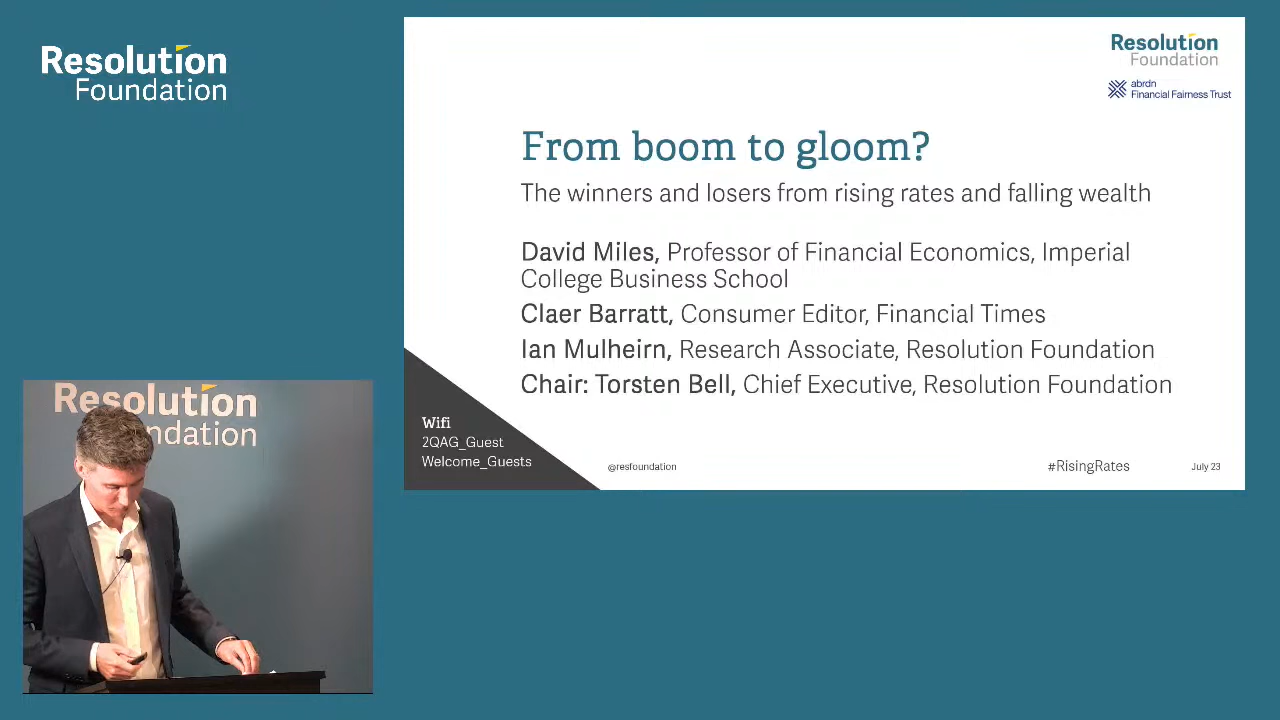 Resolution
Foundation
Resolution
Foundation
abrdn
Financial Fairness Trust
From boom to gloom?
The winners and losers from rising rates and falling wealth
David Miles, Professor of Financial Economics, Imperial
College Business School
Claer Barratt, Consumer Editor, Financial Times
Ian Mulheirn, Research Associate, Resolution Foundation
Chair: Torsten Bell, Chief Executive, Resolution Foundation
Wifi
2QAG_Guest
Welcome_Guests
@resfoundation
#RisingRates
July 23
Resolution
ndation